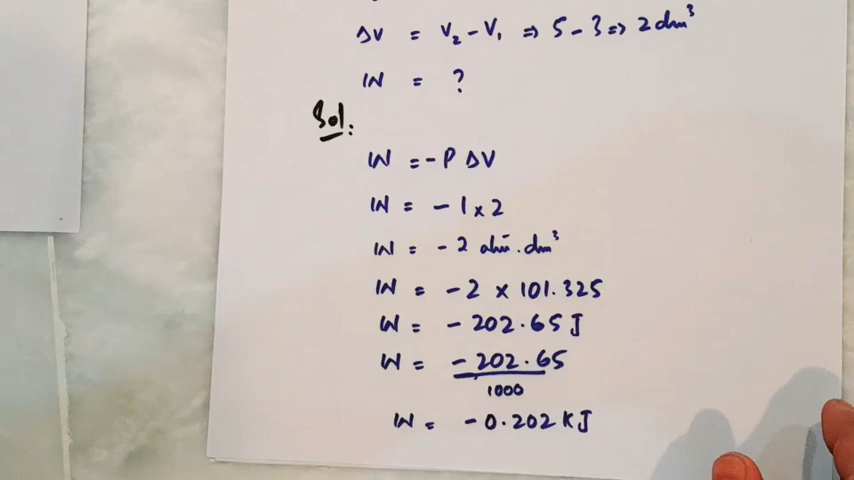 ΔV = V₂ - V₁ ⇒ 5 - 3 ⇒ 2 dm³
W = ?
Sol:
W = - P ΔV
W = - 1 x 2
W = - 2 atm . dm³
W = - 2 x 101.325
W = - 202.65 J
W = - 202.65
1000
W = - 0.202 KJ